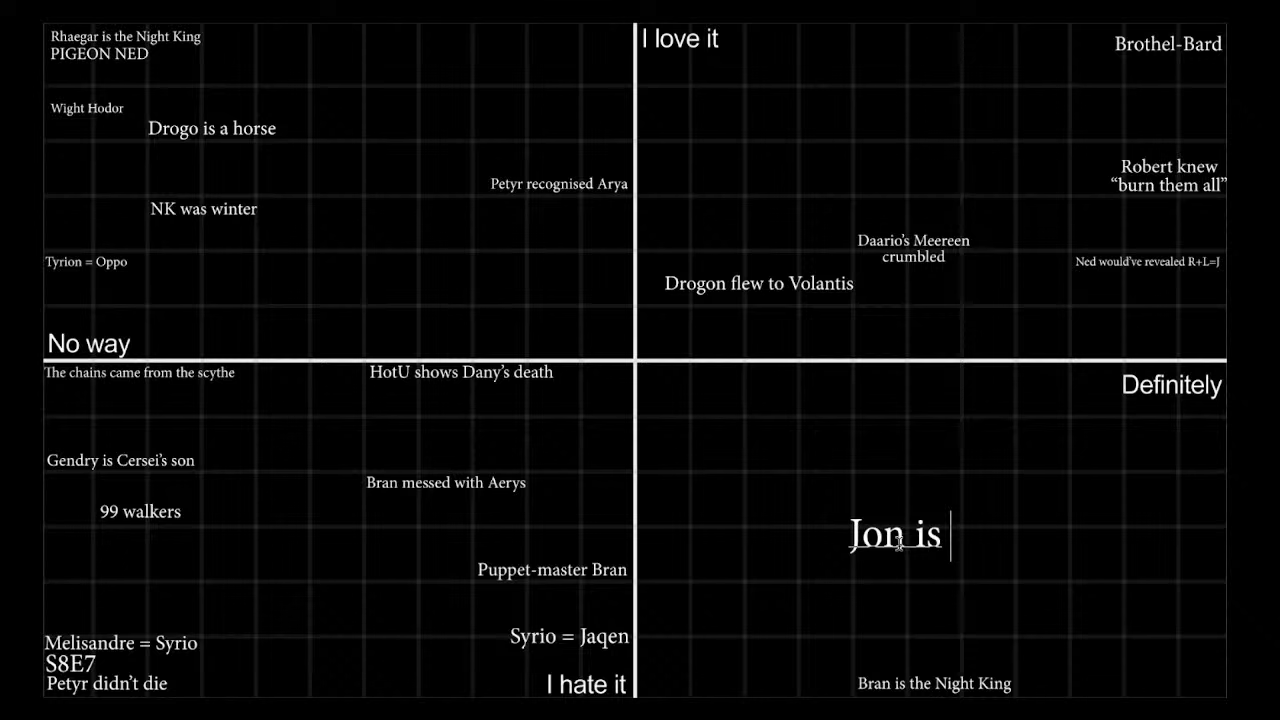 Rhaegar is the Night King
PIGEON NED
Wight Hodor
Drogo is a horse
Petyr recognised Arya
NK was winter
Tyrion = Oppo
No way
I love it
Brothel-Bard
Robert knew
“burn them all”
Daario’s Meereen
crumbled
Ned would’ve revealed R+L=J
Drogon flew to Volantis
The chains came from the scythe
HotU shows Dany’s death
Gendry is Cersei’s son
Bran messed with Aerys
99 walkers
Puppet-master Bran
Melisandre = Syrio
Syrio = Jaqen
S8E7
Petyr didn’t die
I hate it
Definitely
Jon is
Bran is the Night King